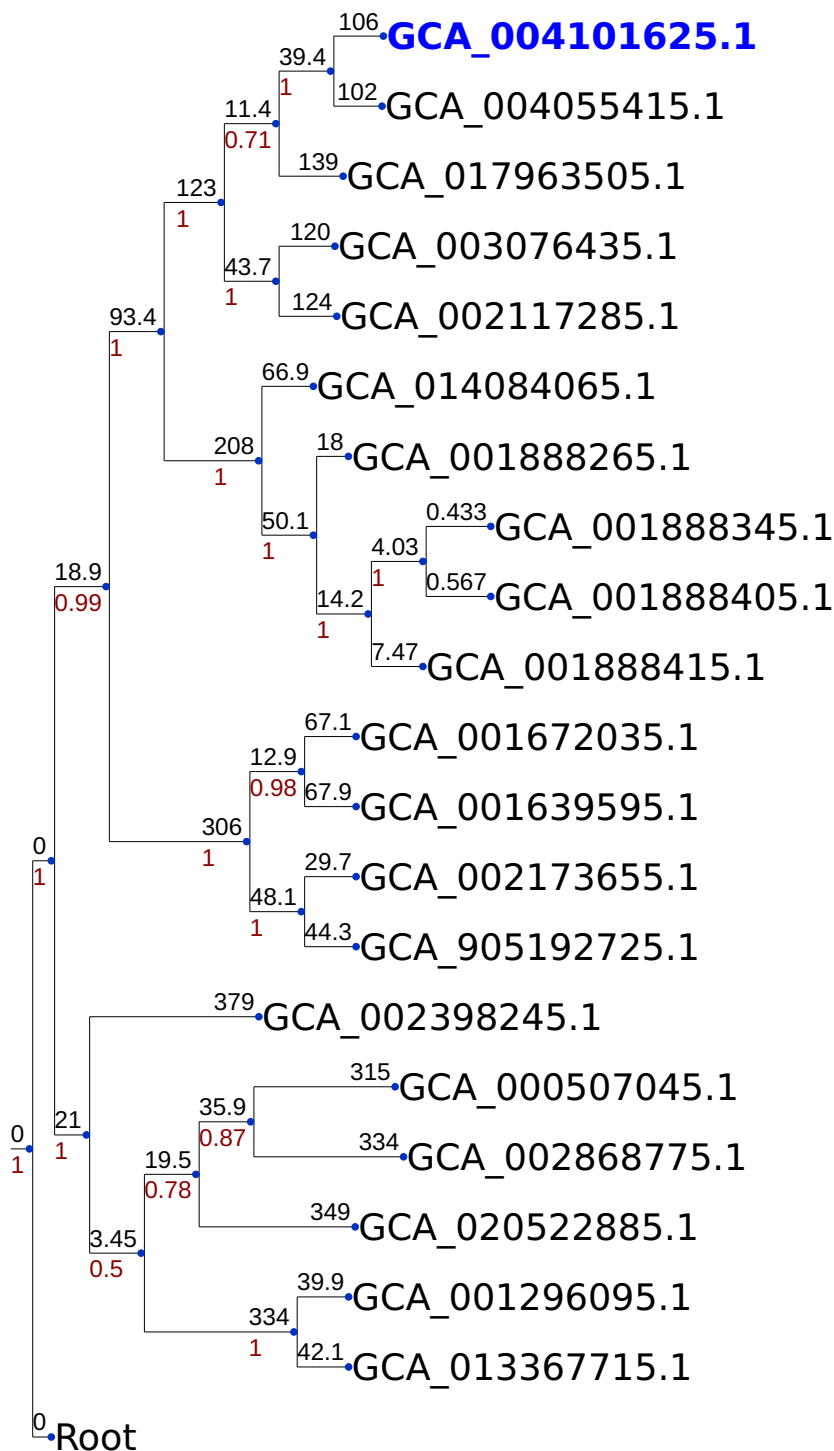 106
GCA_004101625.1
39.4
1
102
GCA_004055415.1
11.4
0.71
139
GCA_017963505.1
123
1
120
GCA_003076435.1
43.7
1
124
GCA_002117285.1
93.4
1
66.9
GCA_014084065.1
208
1
18
GCA_001888265.1
50.1
1
0.433
GCA_001888345.1
4.03
1
0.567
GCA_001888405.1
18.9
0.99
14.2
1
7.47
GCA_001888415.1
67.1
GCA_001672035.1
12.9
0.98
67.9
GCA_001639595.1
306
1
0
1
29.7
GCA_002173655.1
48.1
1
44.3
GCA_905192725.1
379
GCA_002398245.1
315
GCA_000507045.1
35.9
0.87
334
GCA_002868775.1
21
1
0
1
19.5
0.78
349
GCA_020522885.1
3.45
0.5
39.9
GCA_001296095.1
334
1
42.1
GCA_013367715.1
0
Root